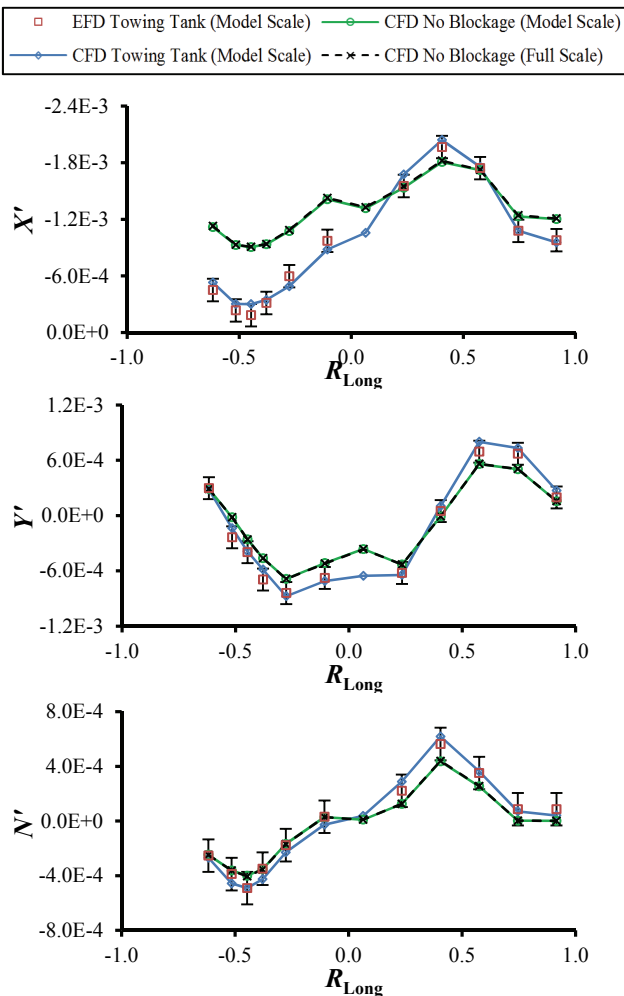 EFD Towing Tank (Model Scale) CFD No Blockage (Model Scale)
CFD Towing Tank (Model Scale) CFD No Blockage (Full Scale)
-2.4E-3
-1.8E-3
-1.2E-3
-6.0E-4
0.0E+0
X'
-1.0 -0.5 0.0 0.5 1.0
RLong
1.2E-3
6.0E-4
0.0E+0
-6.0E-4
-1.2E-3
Y'
-1.0 -0.5 0.0 0.5 1.0
RLong
8.0E-4
4.0E-4
0.0E+0
-4.0E-4
-8.0E-4
N'
-1.0 -0.5 0.0 0.5 1.0
RLong